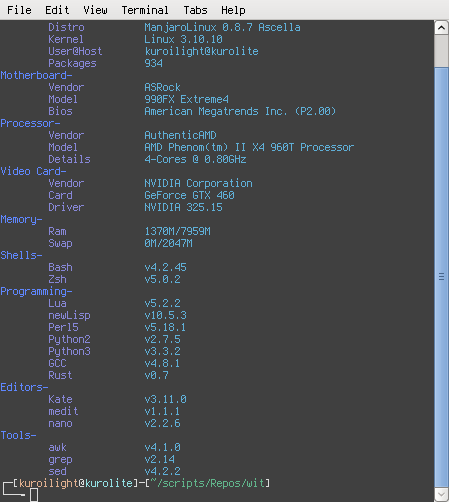 File Edit View Terminal Tabs Help
Distro ManjaroLinux 0.8.7 Ascella
Kernel Linux 3.10.10
User@Host kuroilight@kurolite
Packages 934
Motherboard-
Vendor ASRock
Model 990FX Extreme4
Bios American Megatrends Inc. (P2.00)
Processor-
Vendor AuthenticAMD
Model AMD Phenom(tm) II X4 960T Processor
Details 4-Cores @ 0.80GHz
Video Card-
Vendor NVIDIA Corporation
Card GeForce GTX 460
Driver NVIDIA 325.15
Memory-
Ram 1370M/7959M
Swap 0M/2047M
Shells-
Bash v4.2.45
Zsh v5.0.2
Programming-
Lua v5.2.2
newLisp v10.5.3
Perl5 v5.18.1
Python2 v2.7.5
Python3 v3.3.2
GCC v4.8.1
Rust v0.7
Editors-
Kate v3.11.0
medit v1.1.1
nano v2.2.6
Tools-
awk v4.1.0
grep v2.14
sed v4.2.2
┌─[kuroilight@kurolite]─[~/scripts/Repos/wit]
└──╼